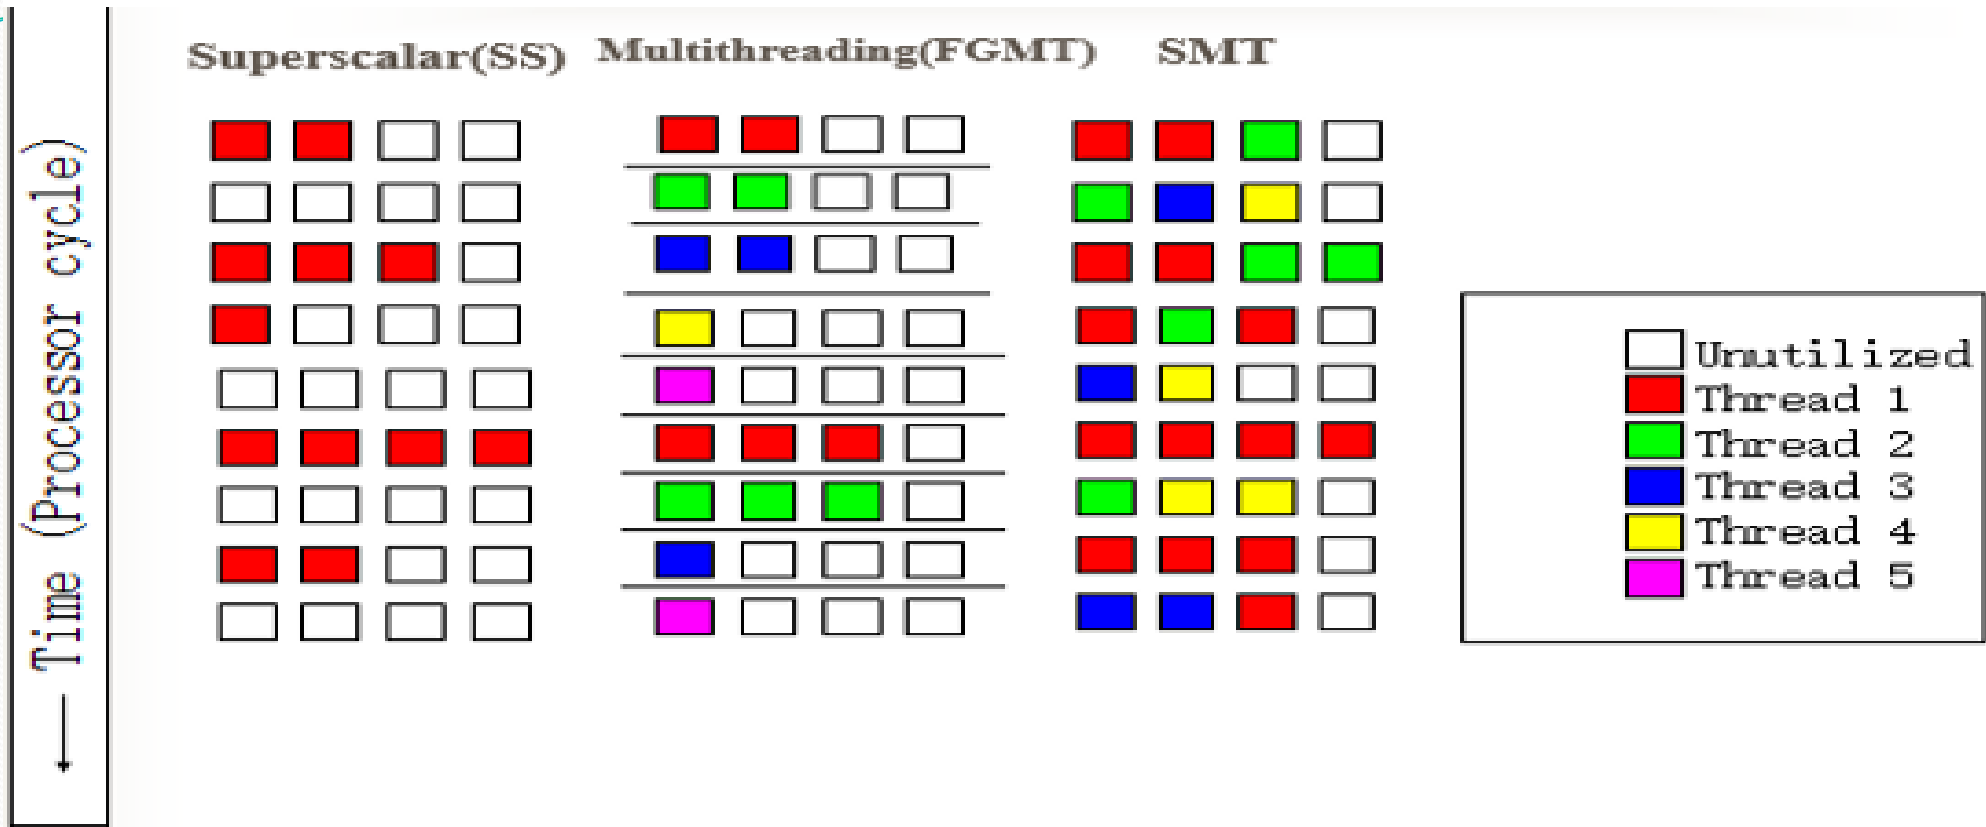 Superscalar(SS)
Multithreading(FGMT)
SMT
Time (Processor cycle)
Unutilized
Thread 1
Thread 2
Thread 3
Thread 4
Thread 5